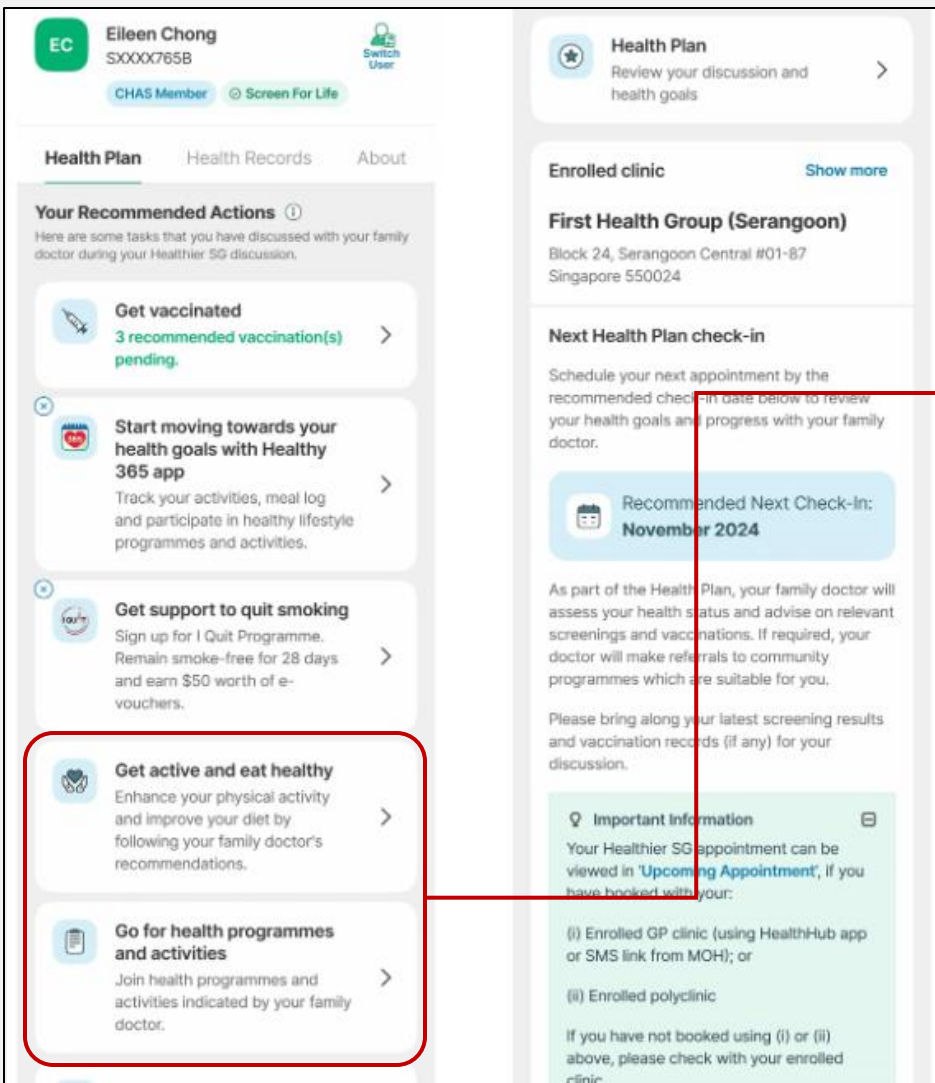 EC
Eileen Chong
SXXXX765B
Switch
User
CHAS Member
Screen For Life
Health Plan
Health Records
About
Your Recommended Actions
Here are some tasks that you have discussed with your family
doctor during your Healthier SG discussion.
Get vaccinated
3 recommended vaccination(s)
pending.
365
Start moving towards your
health goals with Healthy
365 app
Track your activities, meal log
and participate in healthy lifestyle
programmes and activities.
Get support to quit smoking
Sign up for I Quit Programme.
Remain smoke-free for 28 days
and earn $50 worth of e-
vouchers.
Get active and eat healthy
Enhance your physical activity
and improve your diet by
following your family doctor's
recommendations.
Go for health programmes
and activities
Join health programmes and
activities indicated by your family
doctor.
Health Plan
Review your discussion and
health goals
Enrolled clinic
Show more
First Health Group (Serangoon)
Block 24, Serangoon Central #01-87
Singapore 550024
Next Health Plan check-in
Schedule your next appointment by the
recommended check-in date below to review
your health goals and progress with your family
doctor.
Recommended Next Check-In:
November 2024
As part of the Health Plan, your family doctor will
assess your health status and advise on relevant
screenings and vaccinations. If required, your
doctor will make referrals to community
programmes which are suitable for you.
Please bring along your latest screening results
and vaccination records (if any) for your
discussion.
Important Information
Your Healthier SG appointment can be
viewed in 'Upcoming Appointment', if you
have booked with your:
(i) Enrolled GP clinic (using HealthHub app
or SMS link from MOH); or
(ii) Enrolled polyclinic
If you have not booked using (i) or (ii)
above, please check with your enrolled
clinic